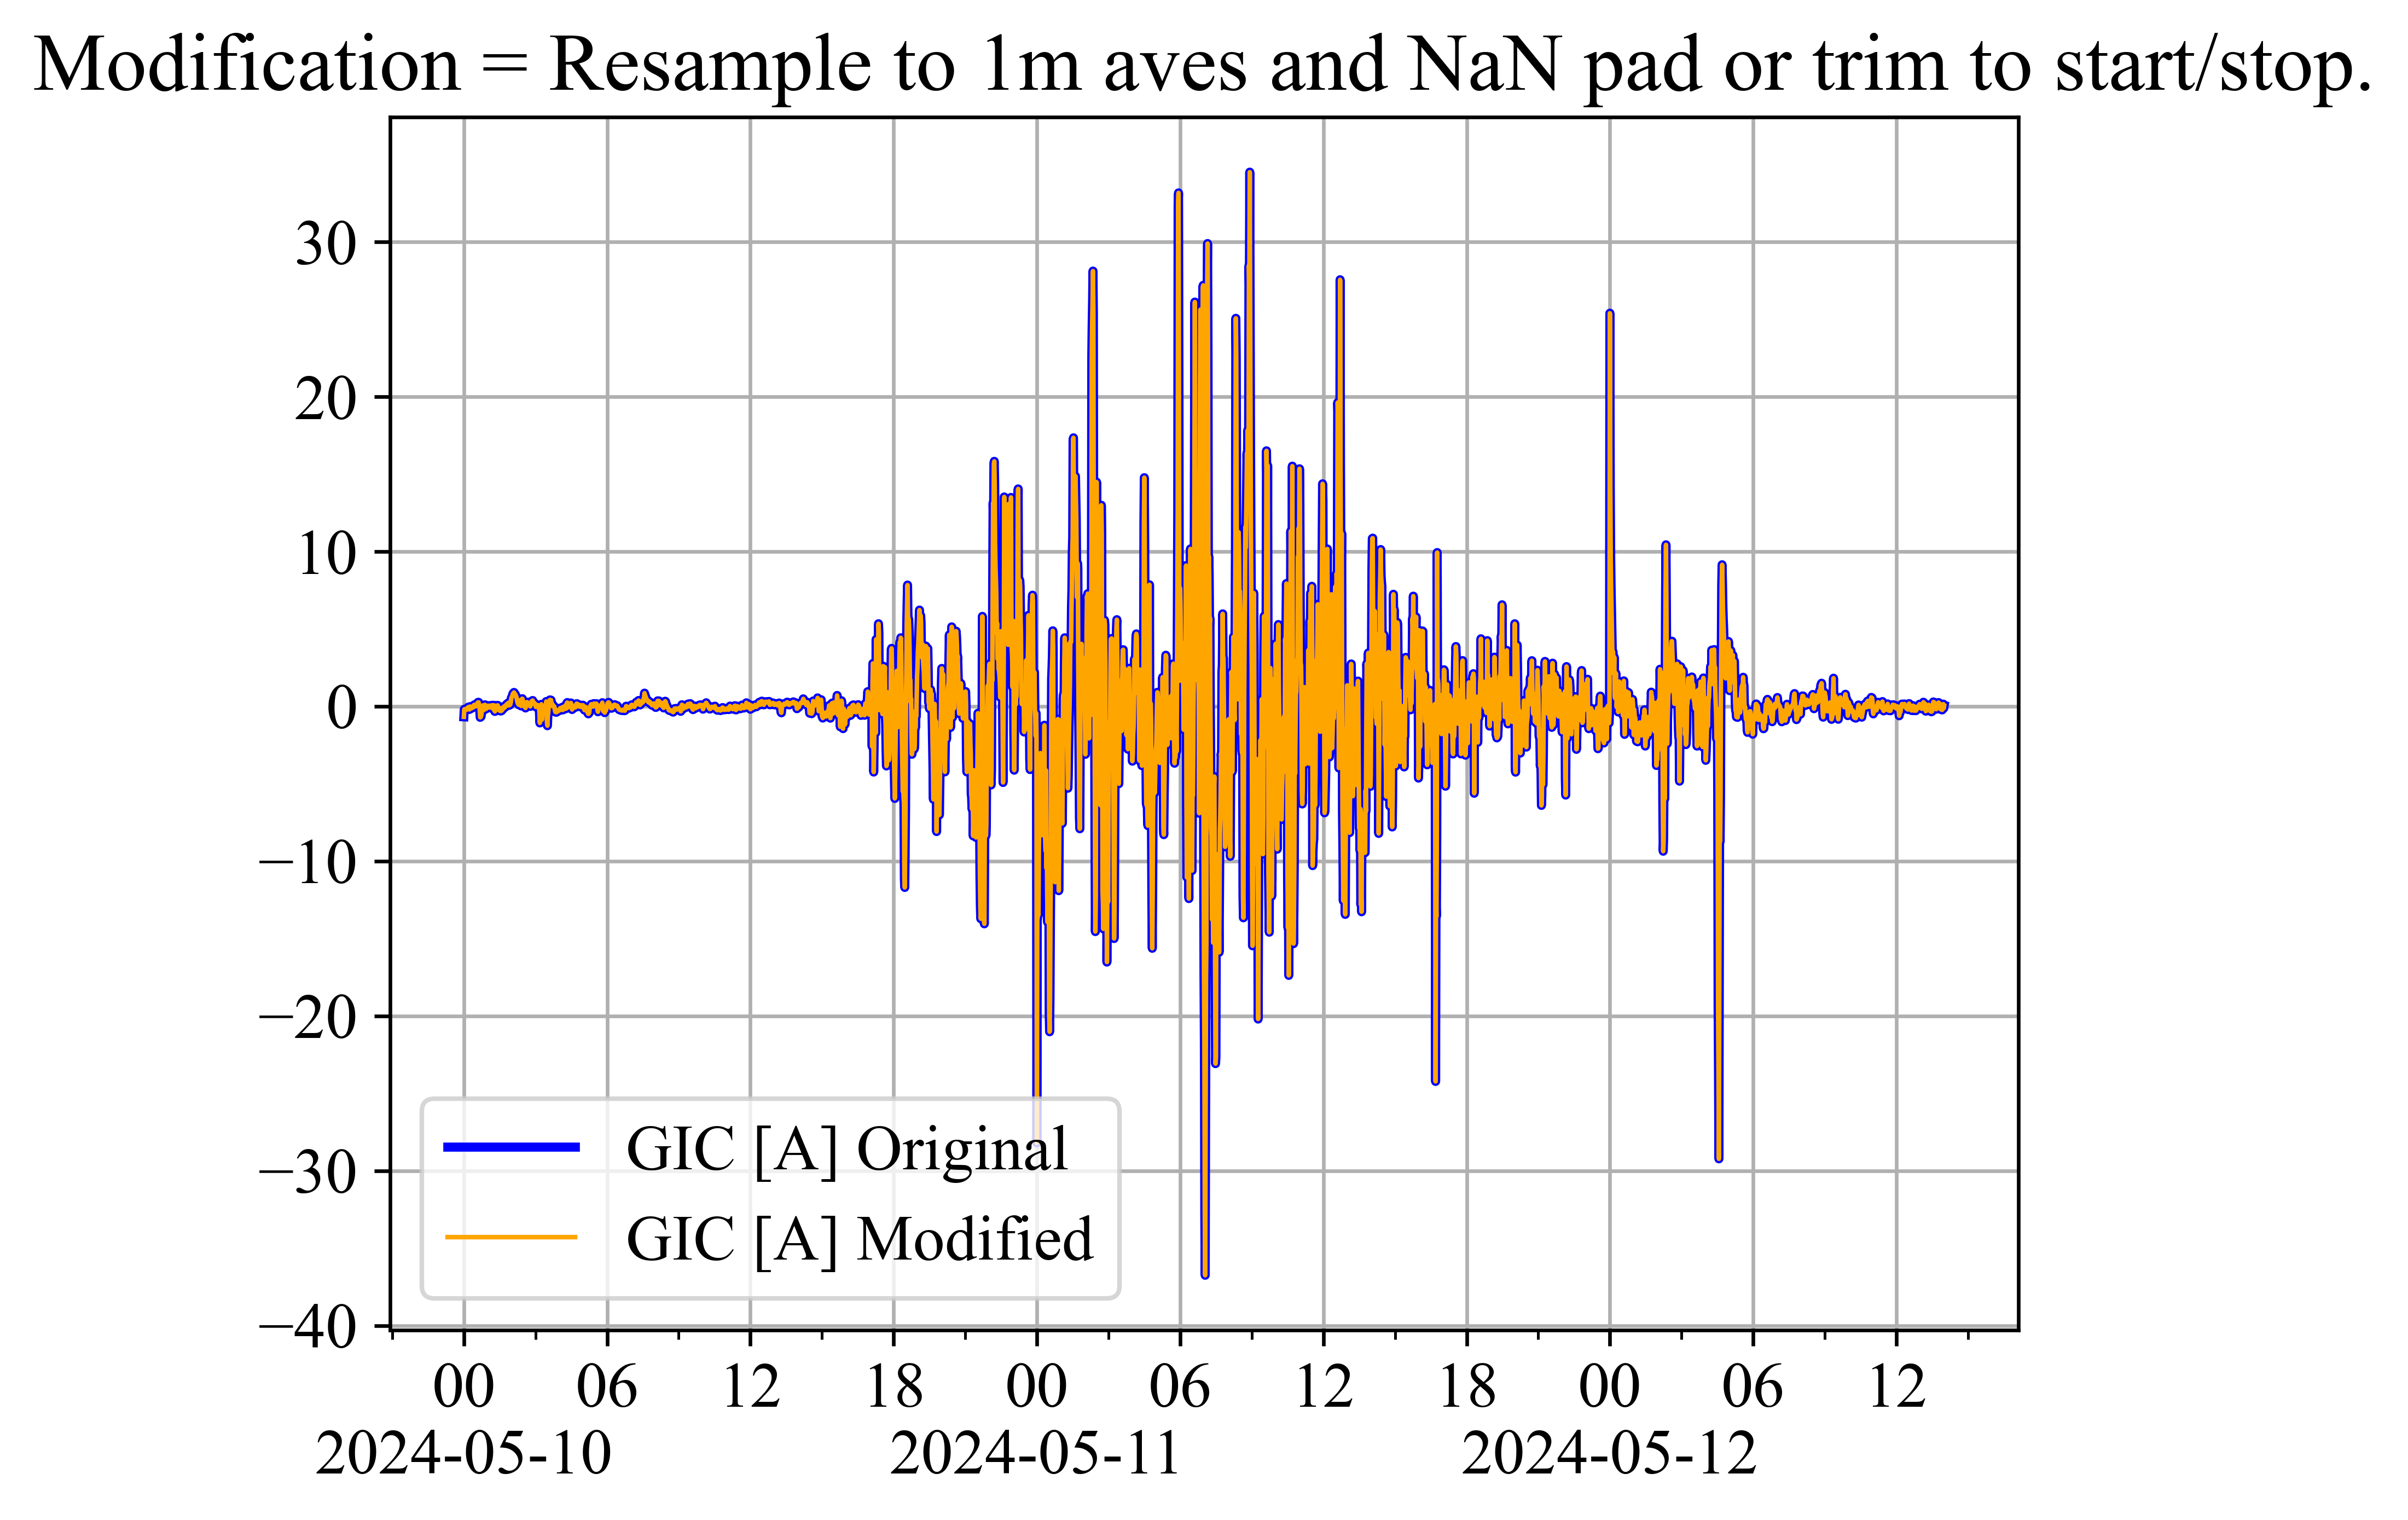 Modification = Resample to 1m aves and NaN pad or trim to start/stop.
30
20
10
0
−10
−20
−30
−40
GIC [A] Original
GIC [A] Modified
00 06 12 18 00 06 12 18 00 06 12
2024-05-10 2024-05-11 2024-05-12